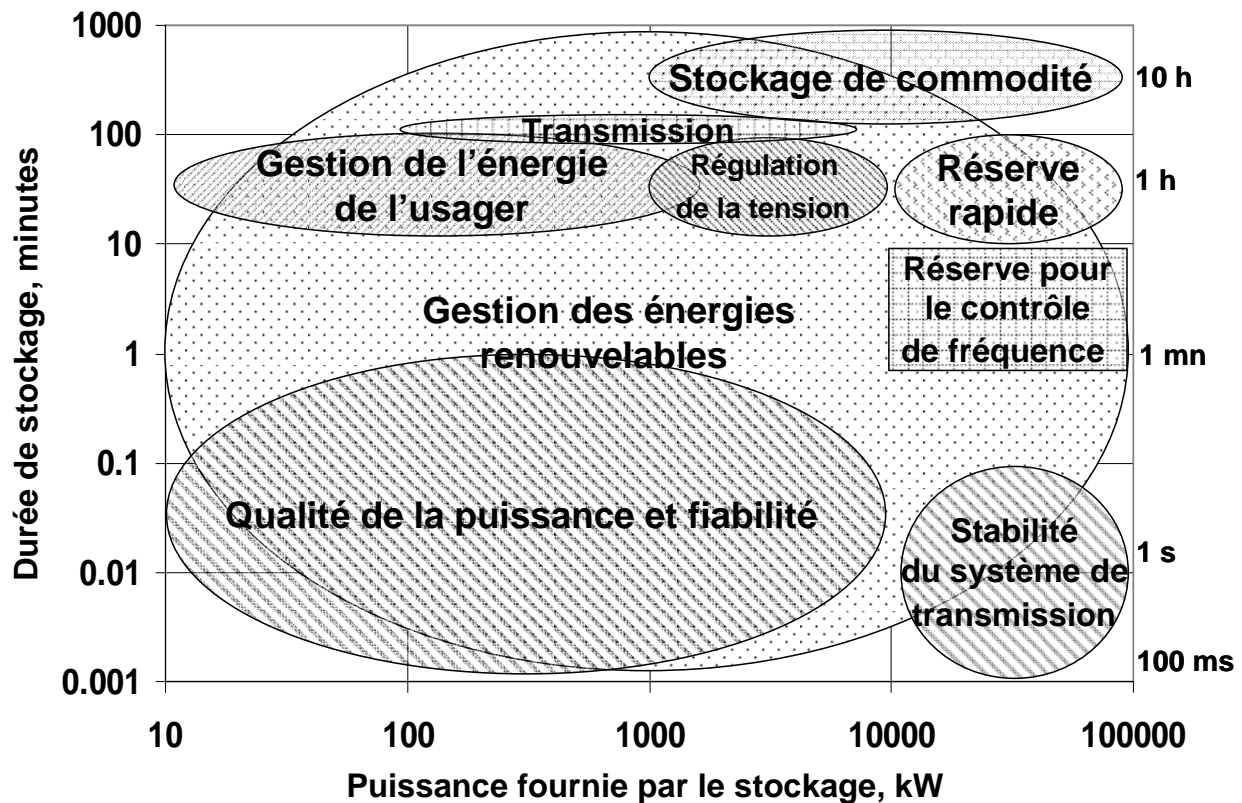 1000
100
10
1
0.1
0.01
0.001
Durée de stockage, minutes
Stockage de commodité
Transmission
Gestion de l’énergie
de l’usager
Régulation
de la tension
Réserve
rapide
Réserve pour
le contrôle
de fréquence
Gestion des énergies
renouvelables
Qualité de la puissance et fiabilité
Stabilité
du système de
transmission
10 h
1 h
1 mn
1 s
100 ms
10
100
1000
10000
100000
Puissance fournie par le stockage, kW